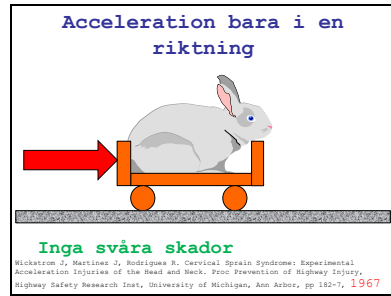 Acceleration bara i en
riktning
Inga svåra skador
Wickstrom J, Martinez J, Rodrigues R. Cervical Sprain Syndrome: Experimental
Acceleration Injuries of the Head and Neck. Proc Prevention of Highway Injury,
Highway Safety Research Inst, University of Michigan, Ann Arbor, pp 182-7, 1967